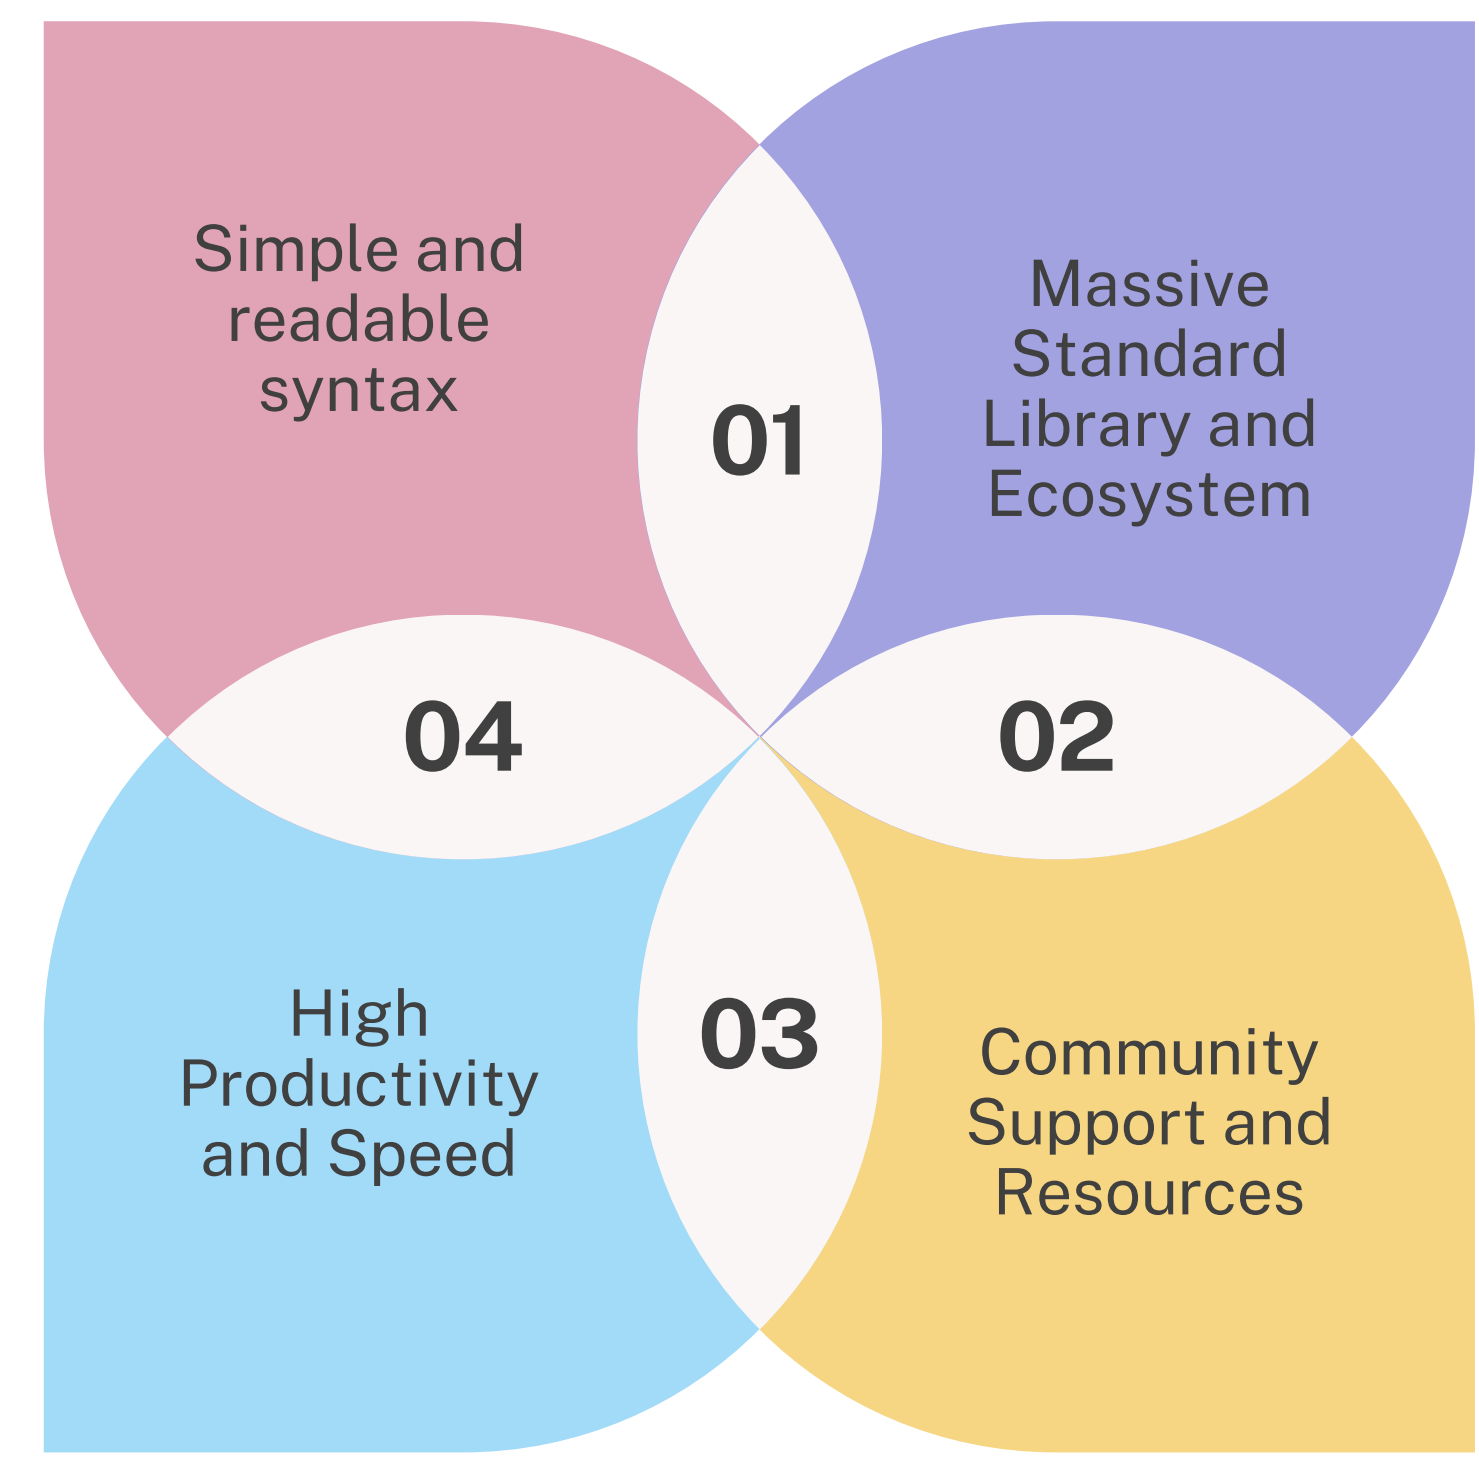 Simple and
readable
syntax
Massive
Standard
Library and
Ecosystem
01
04
02
High
Productivity
and Speed
03
Community
Support and
Resources